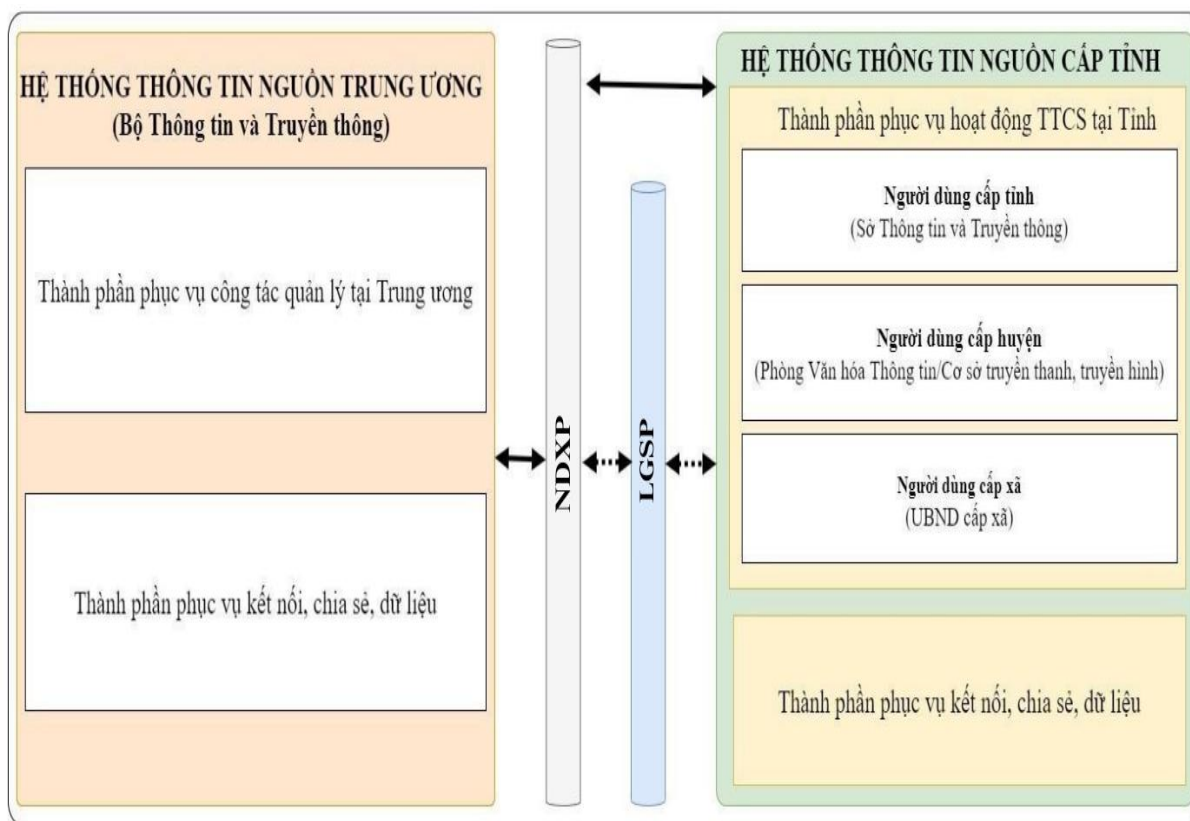 HỆ THỐNG THÔNG TIN NGUỒN TRUNG ƯƠNG
(Bộ Thông tin và Truyền thông)
Thành phần phục vụ công tác quản lý tại Trung ương
Thành phần phục vụ kết nối, chia sẻ, dữ liệu
NDXP
LGSP
HỆ THỐNG THÔNG TIN NGUỒN CẤP TỈNH
Thành phần phục vụ hoạt động TTCS tại Tỉnh
Người dùng cấp tỉnh
(Sở Thông tin và Truyền thông)
Người dùng cấp huyện
(Phòng Văn hóa Thông tin/Cơ sở truyền thanh, truyền hình)
Người dùng cấp xã
(UBND cấp xã)
Thành phần phục vụ kết nối, chia sẻ, dữ liệu